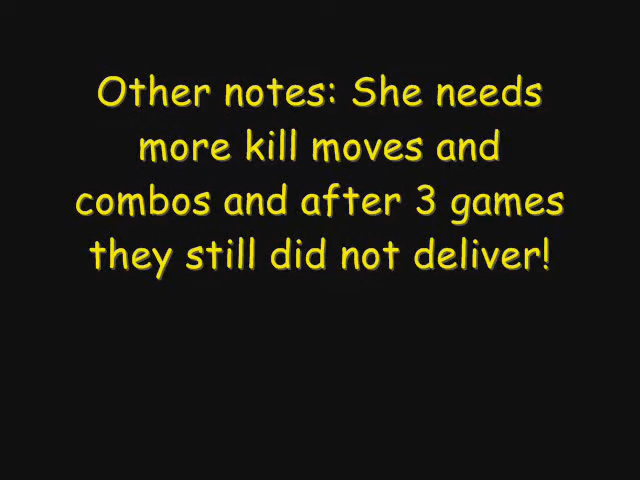 Other notes: She needs
more kill moves and
combos and after 3 games
they still did not deliver!